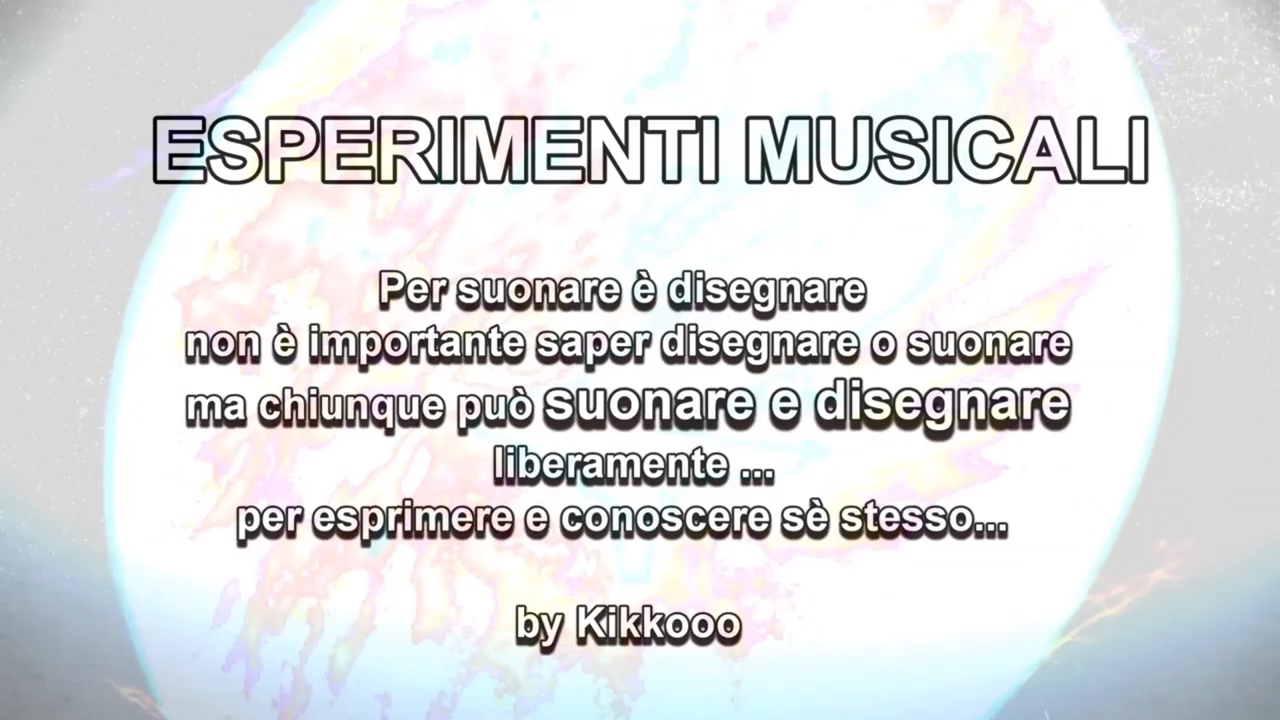 ESPERIMENTI MUSICALI
Per suonare è disegnare
non è importante saper disegnare o suonare
ma chiunque può suonare e disegnare
liberamente ...
per esprimere e conoscere sè stesso...
by Kikkooo